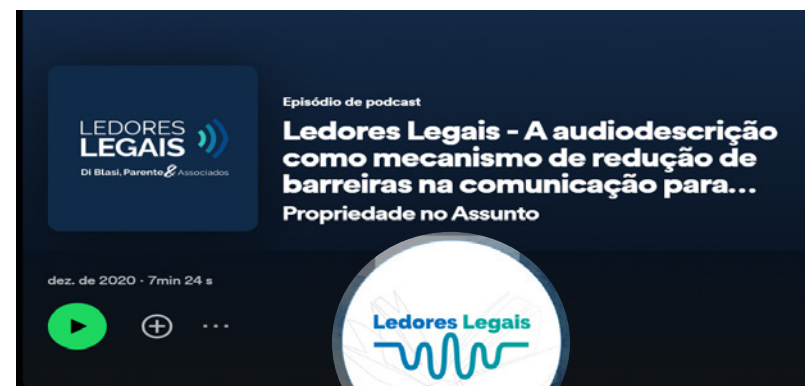 LEDORES
LEGAIS
Di Blasi, Parente & Associados
Episódio de podcast
Ledores Legais - A audiodescrição
como mecanismo de redução de
barreiras na comunicação para...
Propriedade no Assunto
dez. de 2020 · 7min 24 s
Ledores Legais